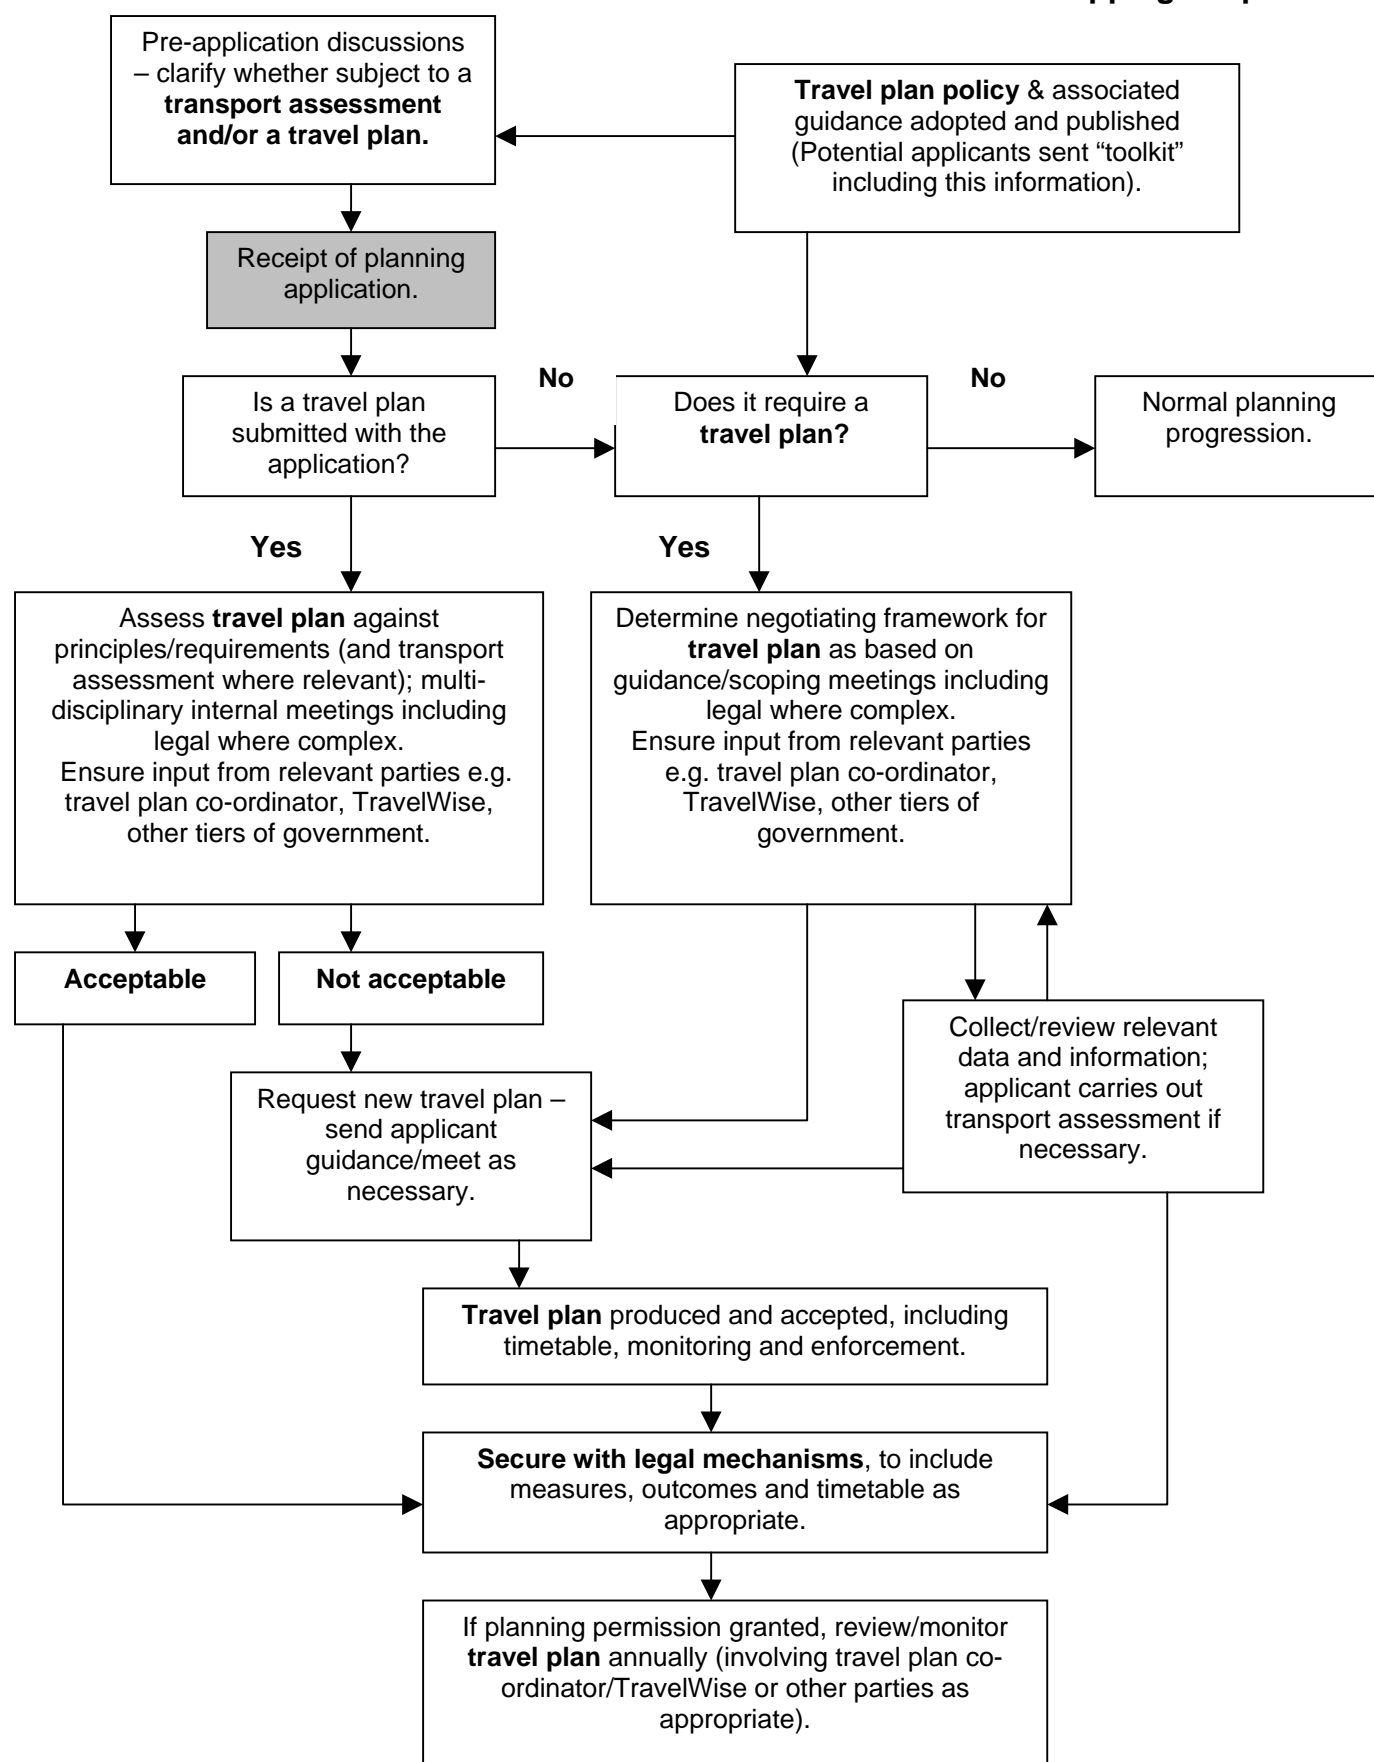 Pre-application discussions
– clarify whether subject to a
transport assessment
and/or a travel plan.
Travel plan policy & associated
guidance adopted and published
(Potential applicants sent “toolkit”
including this information).
Receipt of planning
application.
Is a travel plan
submitted with the
application?
No
Does it require a
travel plan?
No
Normal planning
progression.
Yes
Yes
Assess travel plan against
principles/requirements (and transport
assessment where relevant); multi-
disciplinary internal meetings including
legal where complex.
Ensure input from relevant parties e.g.
travel plan co-ordinator, TravelWise,
other tiers of government.
Determine negotiating framework for
travel plan as based on
guidance/scoping meetings including
legal where complex.
Ensure input from relevant parties
e.g. travel plan co-ordinator,
TravelWise, other tiers of
government.
Acceptable
Not acceptable
Collect/review relevant
data and information;
applicant carries out
transport assessment if
necessary.
Request new travel plan –
send applicant
guidance/meet as
necessary.
Travel plan produced and accepted, including
timetable, monitoring and enforcement.
Secure with legal mechanisms, to include
measures, outcomes and timetable as
appropriate.
If planning permission granted, review/monitor
travel plan annually (involving travel plan co-
ordinator/TravelWise or other parties as
appropriate).